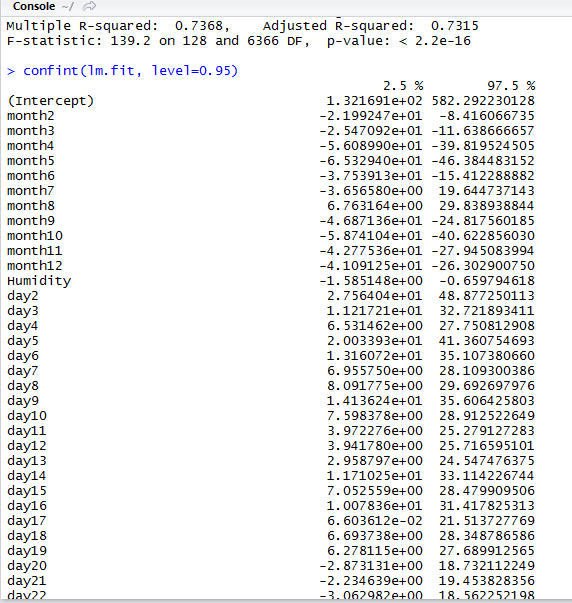 Console ~/
Multiple R-squared:  0.7368,    Adjusted R-squared:  0.7315
F-statistic: 139.2 on 128 and 6366 DF,  p-value: < 2.2e-16
> confint(lm.fit, level=0.95)
2.5 %        97.5 %
(Intercept) 1.321691e+02 582.292230128
month2 -2.199247e+01 -8.416066735
month3 -2.547092e+01 -11.638666657
month4 -5.608990e+01 -39.819524505
month5 -6.532940e+01 -46.384483152
month6 -3.753913e+01 -15.412288882
month7 -3.656580e+00 19.644737143
month8 6.763164e+00 29.838938844
month9 -4.687136e+01 -24.817560185
month10 -5.874104e+01 -40.622856030
month11 -4.277536e+01 -27.945083994
month12 -4.109125e+01 -26.302900750
Humidity -1.585148e+00 -0.659794618
day2 2.756404e+01 48.877250113
day3 1.121721e+01 32.721893411
day4 6.531462e+00 27.750812908
day5 2.003393e+01 41.360754693
day6 1.316072e+01 35.107380660
day7 6.955750e+00 28.109300386
day8 8.091775e+00 29.692697976
day9 1.413624e+01 35.606425803
day10 7.598378e+00 28.912522649
day11 3.972276e+00 25.279127283
day12 3.941780e+00 25.716595101
day13 2.958797e+00 24.547476375
day14 1.171025e+01 33.114226744
day15 7.052559e+00 28.479909506
day16 1.007836e+01 31.417825313
day17 6.603612e-02 21.513727769
day18 6.693738e+00 28.348786586
day19 6.278115e+00 27.689912565
day20 -2.873131e+00 18.732112249
day21 -2.234639e+00 19.453828356
day22 -3.062982e+00 18.562252198